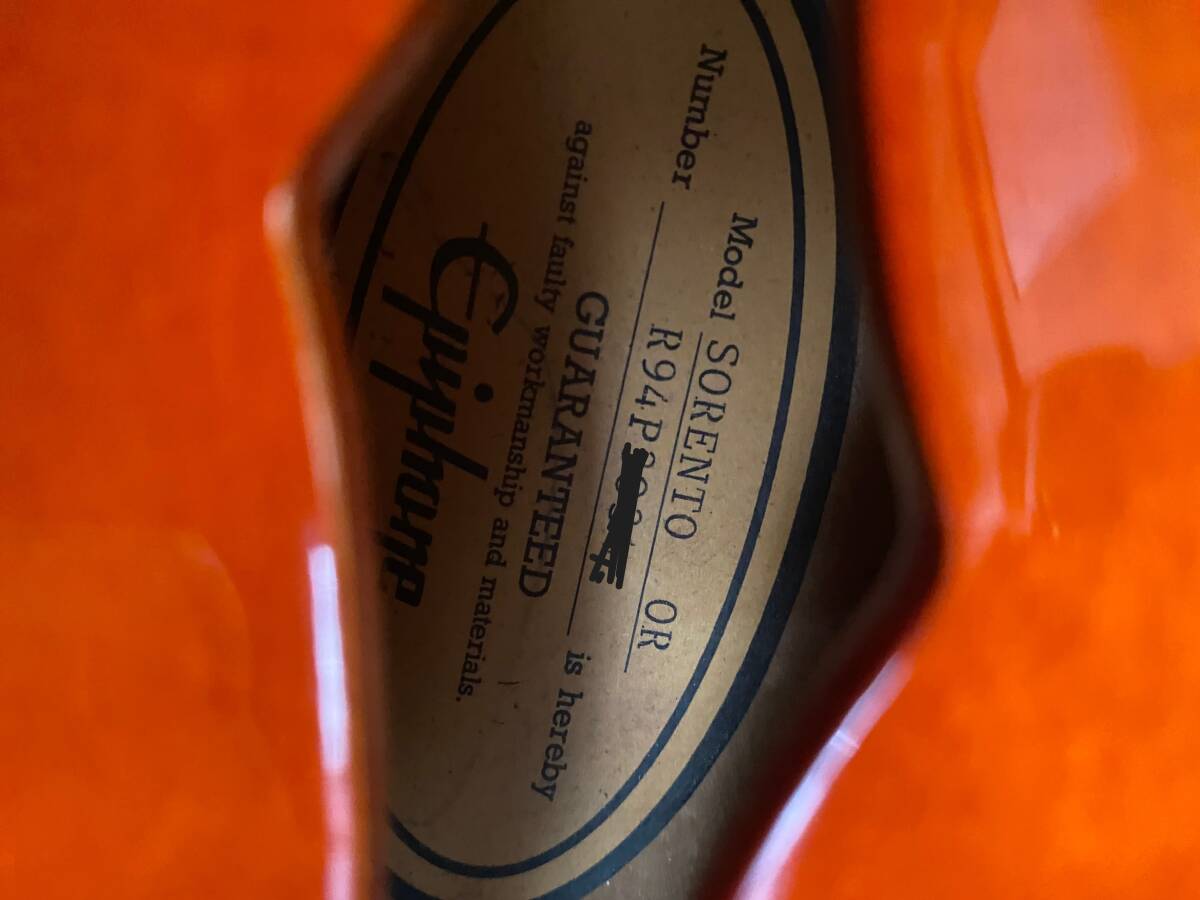 Model SORENTO OR
Number R94P
is hereby
GUARANTEED
against faulty workmanship and materials.
Epiphone